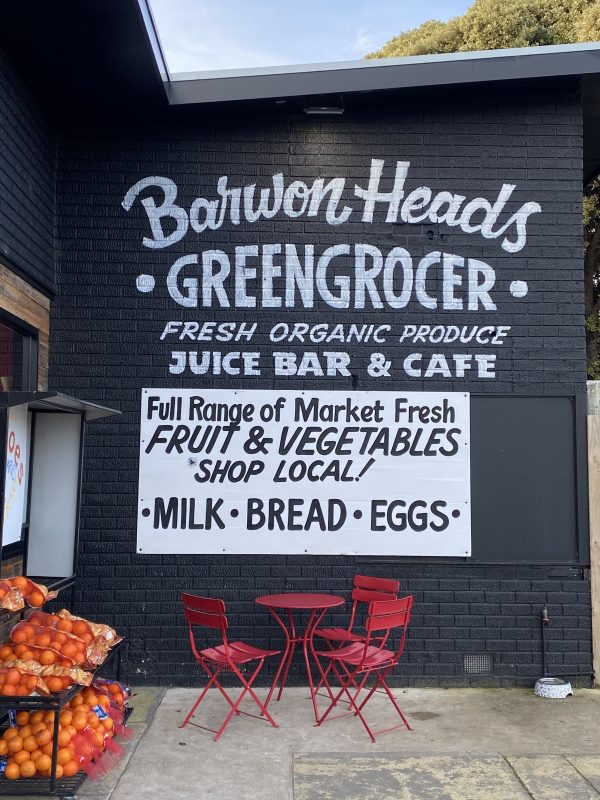 Barwon Heads
• GREENGROCER •
FRESH ORGANIC PRODUCE
JUICE BAR & CAFE
Full Range of Market Fresh
FRUIT & VEGETABLES
*SHOP LOCAL!
• MILK • BREAD • EGGS •